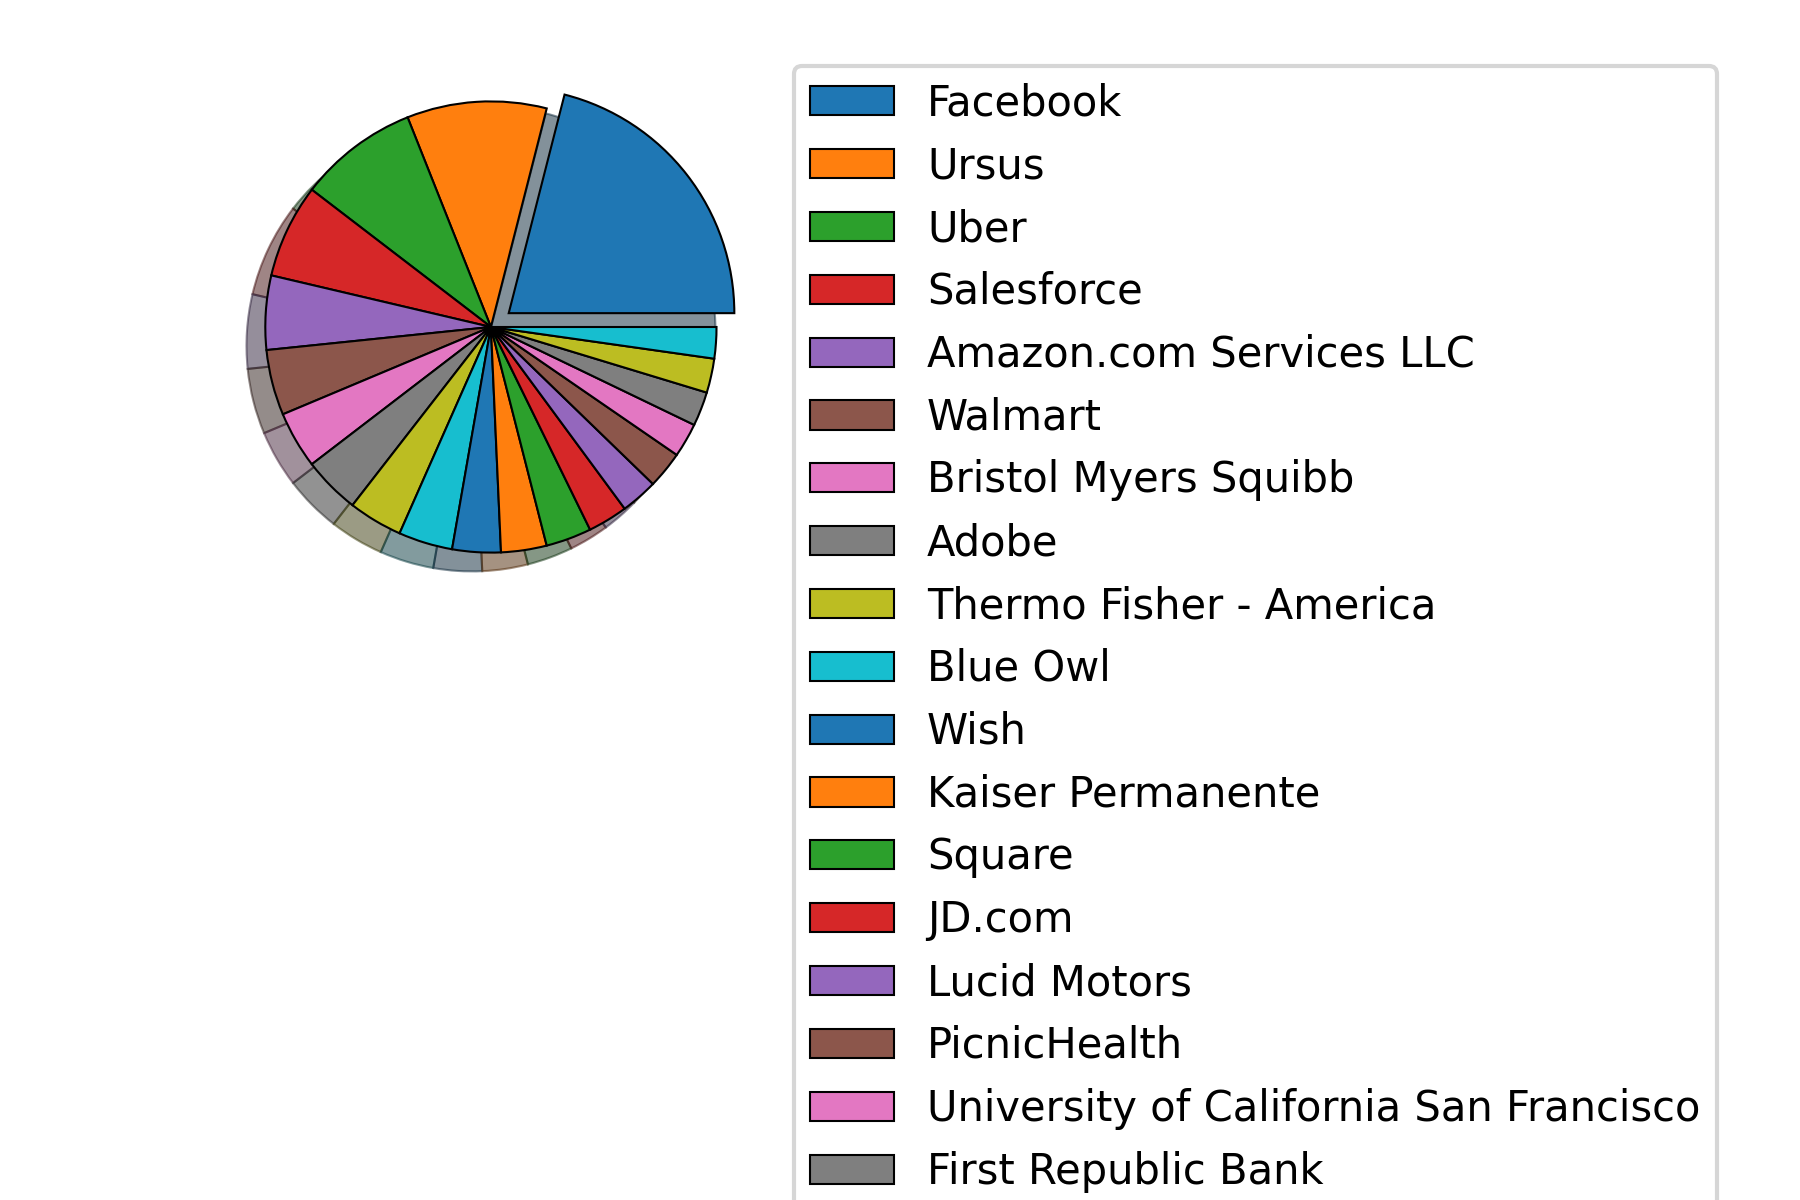 Facebook
Ursus
Uber
Salesforce
Amazon.com Services LLC
Walmart
Bristol Myers Squibb
Adobe
Thermo Fisher - America
Blue Owl
Wish
Kaiser Permanente
Square
JD.com
Lucid Motors
PicnicHealth
University of California San Francisco
First Republic Bank